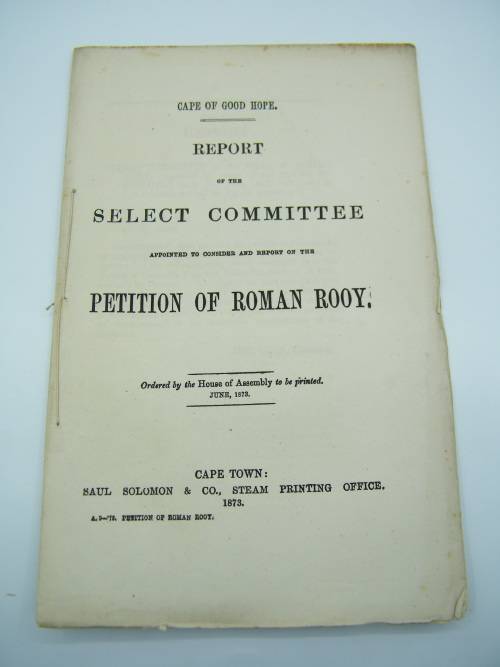 CAPE OF GOOD HOPE.
REPORT
OF THE
SELECT COMMITTEE
APPOINTED TO CONSIDER AND REPORT ON THE
PETITION OF ROMAN ROOY.
Ordered by the House of Assembly to be printed.
JUNE, 1873.
CAPE TOWN:
SAUL SOLOMON & CO., STEAM PRINTING OFFICE.
1873.
A. 9—'73. PETITION OF ROMAN ROOY.